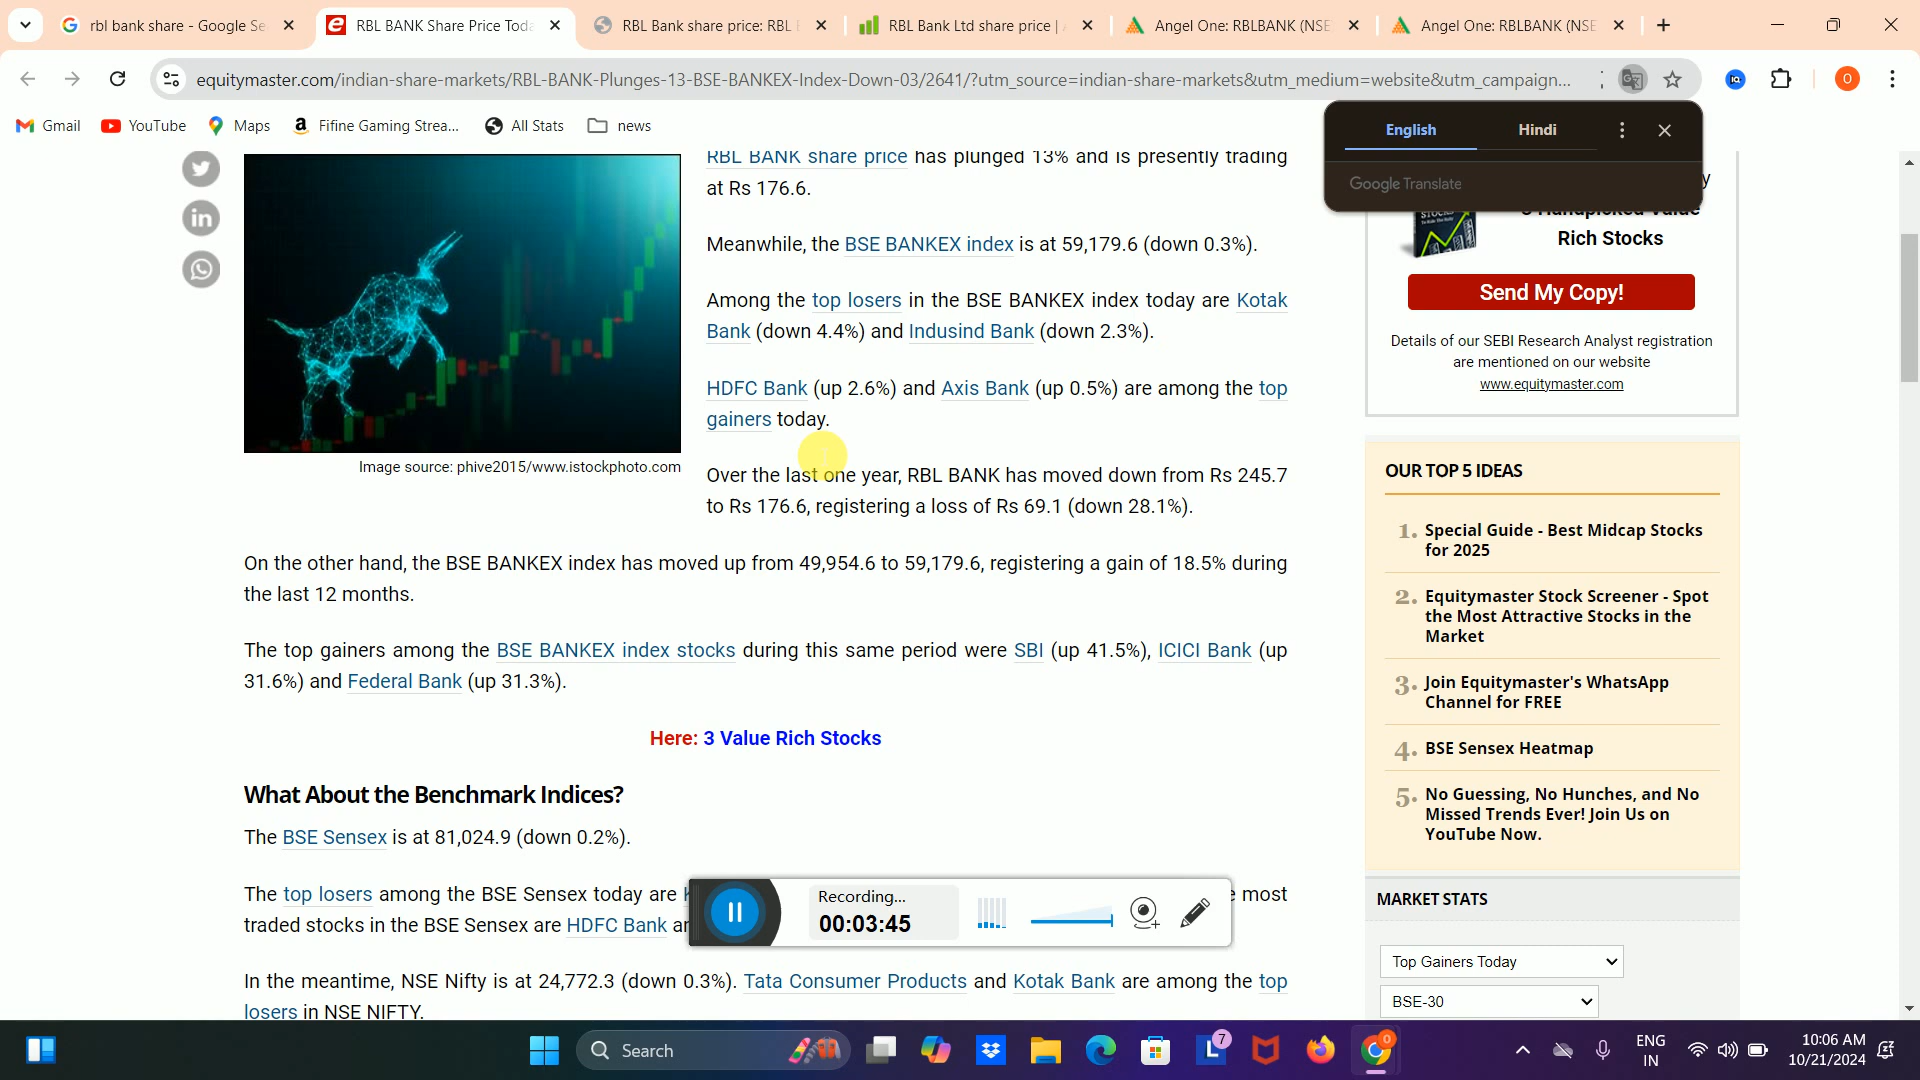 rbl bank share - Google Se
RBL BANK Share Price Toda
RBL Bank share price: RBL
RBL Bank Ltd share price |
Angel One: RBLBANK (NSE
Angel One: RBLBANK (NSE
equitymaster.com/indian-share-markets/RBL-BANK-Plunges-13-BSE-BANKEX-Index-Down-03/2641/?utm_source=indian-share-markets&utm_medium=website&utm_campaign...
O
Gmail
YouTube
Maps
Fifine Gaming Strea...
All Stats
news
English
Hindi
Google Translate
RBL BANK share price has plunged 13% and is presently trading
at Rs 176.6.
Meanwhile, the BSE BANKEX index is at 59,179.6 (down 0.3%).
Among the top losers in the BSE BANKEX index today are Kotak
Bank (down 4.4%) and Indusind Bank (down 2.3%).
HDFC Bank (up 2.6%) and Axis Bank (up 0.5%) are among the top
gainers today.
Image source: phive2015/www.istockphoto.com
Over the last one year, RBL BANK has moved down from Rs 245.7
to Rs 176.6, registering a loss of Rs 69.1 (down 28.1%).
On the other hand, the BSE BANKEX index has moved up from 49,954.6 to 59,179.6, registering a gain of 18.5% during
the last 12 months.
The top gainers among the BSE BANKEX index stocks during this same period were SBI (up 41.5%), ICICI Bank (up
31.6%) and Federal Bank (up 31.3%).
Here: 3 Value Rich Stocks
What About the Benchmark Indices?
The BSE Sensex is at 81,024.9 (down 0.2%).
The top losers among the BSE Sensex today are
most
traded stocks in the BSE Sensex are HDFC Bank
In the meantime, NSE Nifty is at 24,772.3 (down 0.3%). Tata Consumer Products and Kotak Bank are among the top
losers in NSE NIFTY.
Recording...
00:03:45
3 Handpicked Value
Rich Stocks
Send My Copy!
Details of our SEBI Research Analyst registration
are mentioned on our website
www.equitymaster.com
OUR TOP 5 IDEAS
1. Special Guide - Best Midcap Stocks
for 2025
2. Equitymaster Stock Screener - Spot
the Most Attractive Stocks in the
Market
3. Join Equitymaster's WhatsApp
Channel for FREE
4. BSE Sensex Heatmap
5. No Guessing, No Hunches, and No
Missed Trends Ever! Join Us on
YouTube Now.
MARKET STATS
Top Gainers Today
BSE-30
Search
7
0
ENG
IN
10:06 AM
10/21/2024